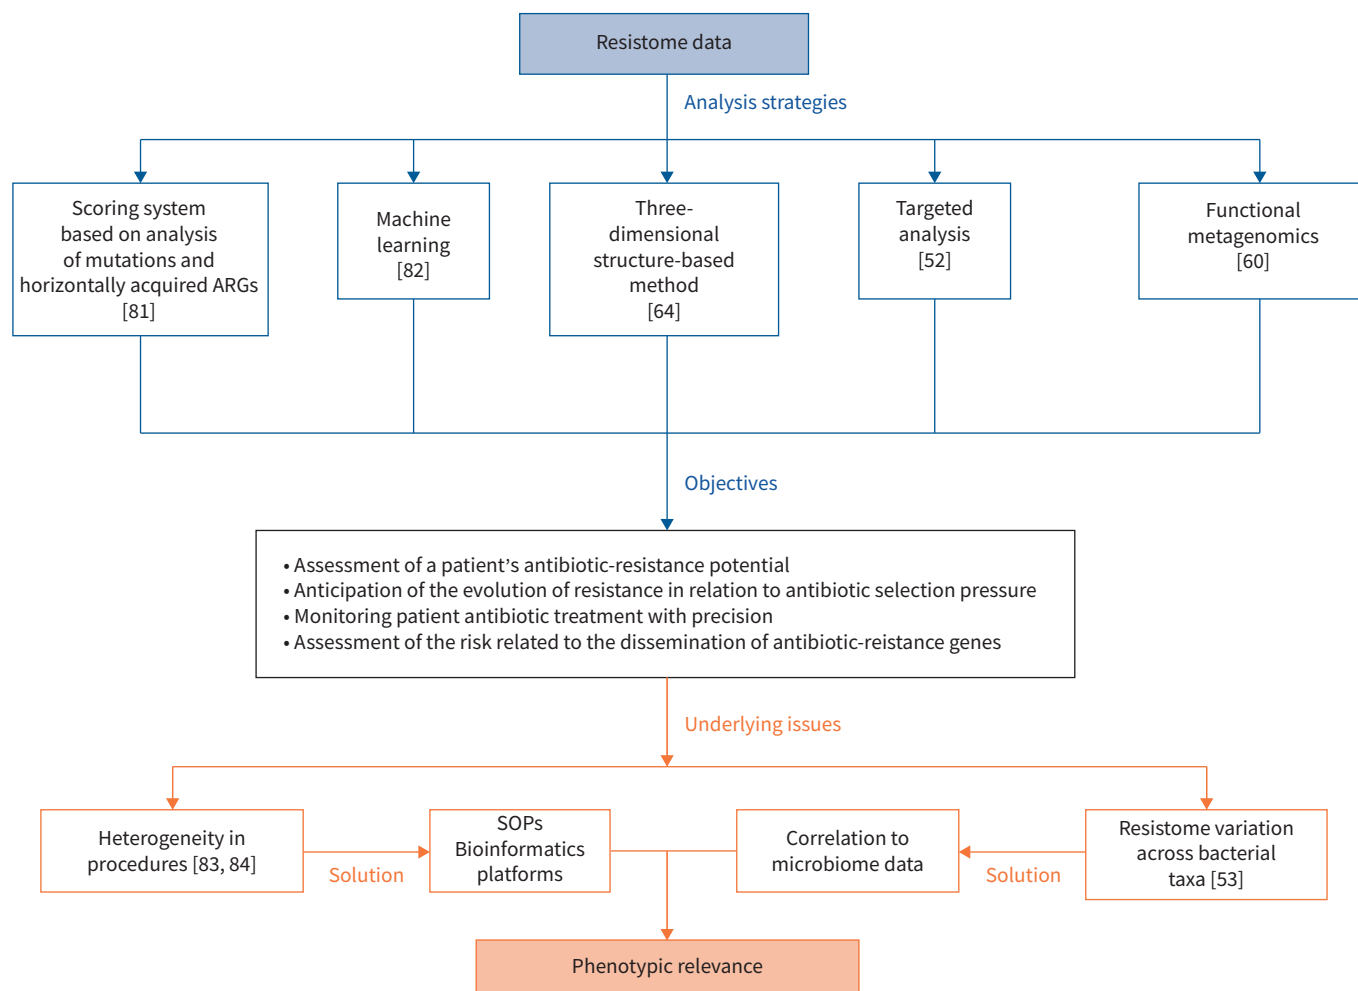 Resistome data
Analysis strategies
Scoring system
based on analysis
of mutations and
horizontally acquired ARGs
[81]
Machine
learning
[82]
Three-
dimensional
structure-based
method
[64]
Targeted
analysis
[52]
Functional
metagenomics
[60]
Objectives
• Assessment of a patient's antibiotic-resistance potential
• Anticipation of the evolution of resistance in relation to antibiotic selection pressure
• Monitoring patient antibiotic treatment with precision
• Assessment of the risk related to the dissemination of antibiotic-reistance genes
Underlying issues
Heterogeneity in
procedures [83, 84]
Solution
SOPs
Bioinformatics
platforms
Correlation to
microbiome data
Solution
Resistome variation
across bacterial
taxa [53]
Phenotypic relevance